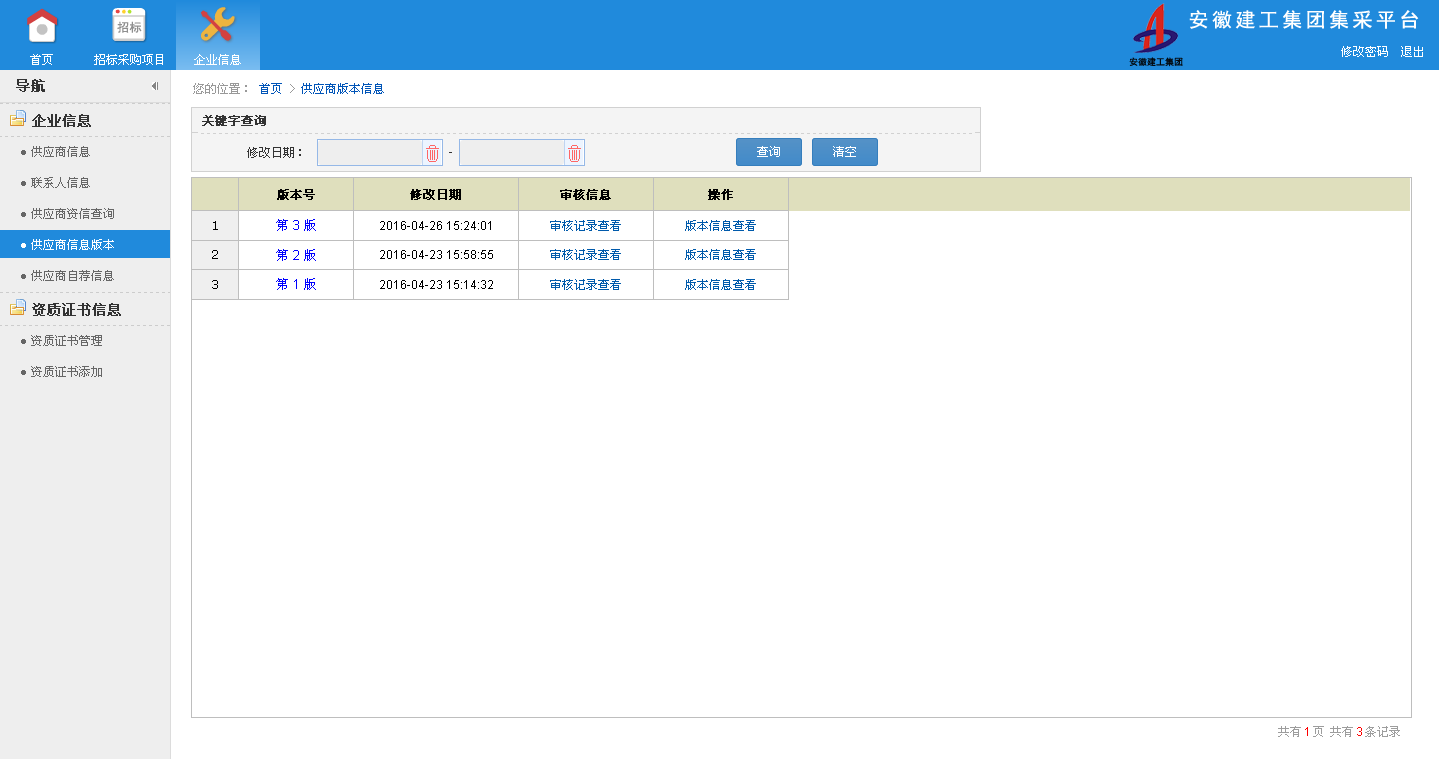 首页
招标
招标采购项目
企业信息
安徽建工集团
安徽建工集团集采平台
修改密码 退出
导航
企业信息
供应商信息
联系人信息
供应商资信查询
供应商信息版本
供应商自荐信息
资质证书信息
资质证书管理
资质证书添加
您的位置： 首页 > 供应商版本信息
关键字查询
修改日期： - 查询 清空
版本号 修改日期 审核信息 操作
1 第 3 版 2016-04-26 15:24:01 审核记录查看 版本信息查看
2 第 2 版 2016-04-23 15:58:55 审核记录查看 版本信息查看
3 第 1 版 2016-04-23 15:14:32 审核记录查看 版本信息查看
共有 1 页 共有 3 条记录